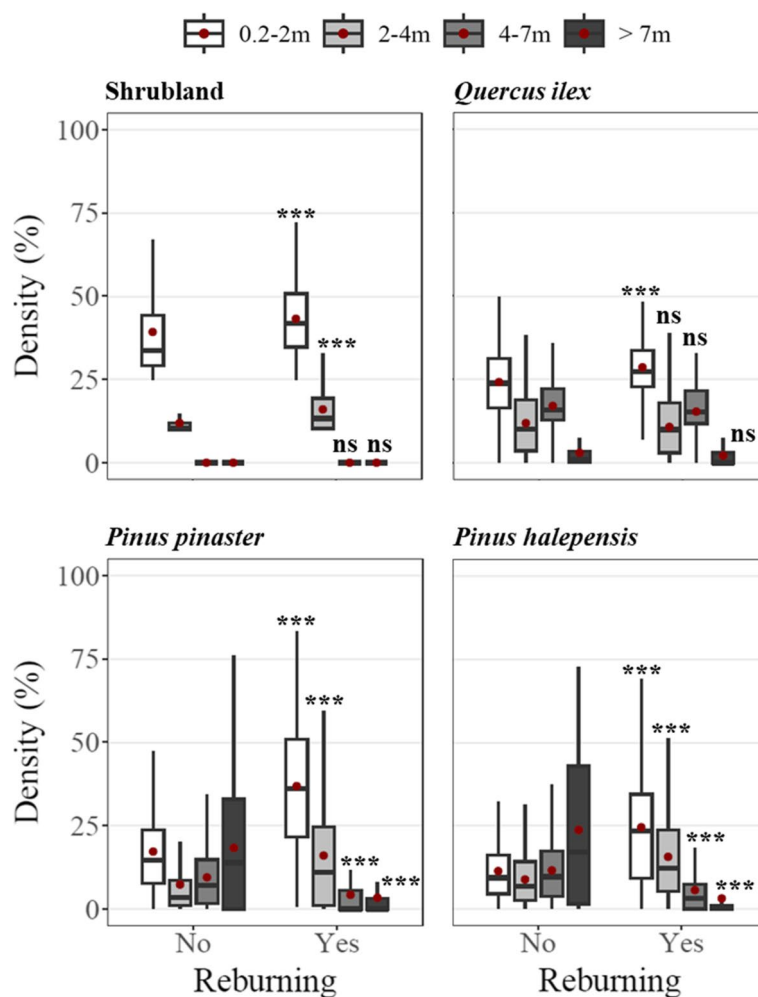 0.2-2m 2-4m 4-7m > 7m
Shrubland Quercus ilex
100
75
50
25
0
Density (%)
***
***
ns ns
***
ns
ns
ns
Pinus pinaster Pinus halepensis
100
75
50
25
0
Density (%)
***
***
***
***
***
***
***
***
No Yes No Yes
Reburning Reburning